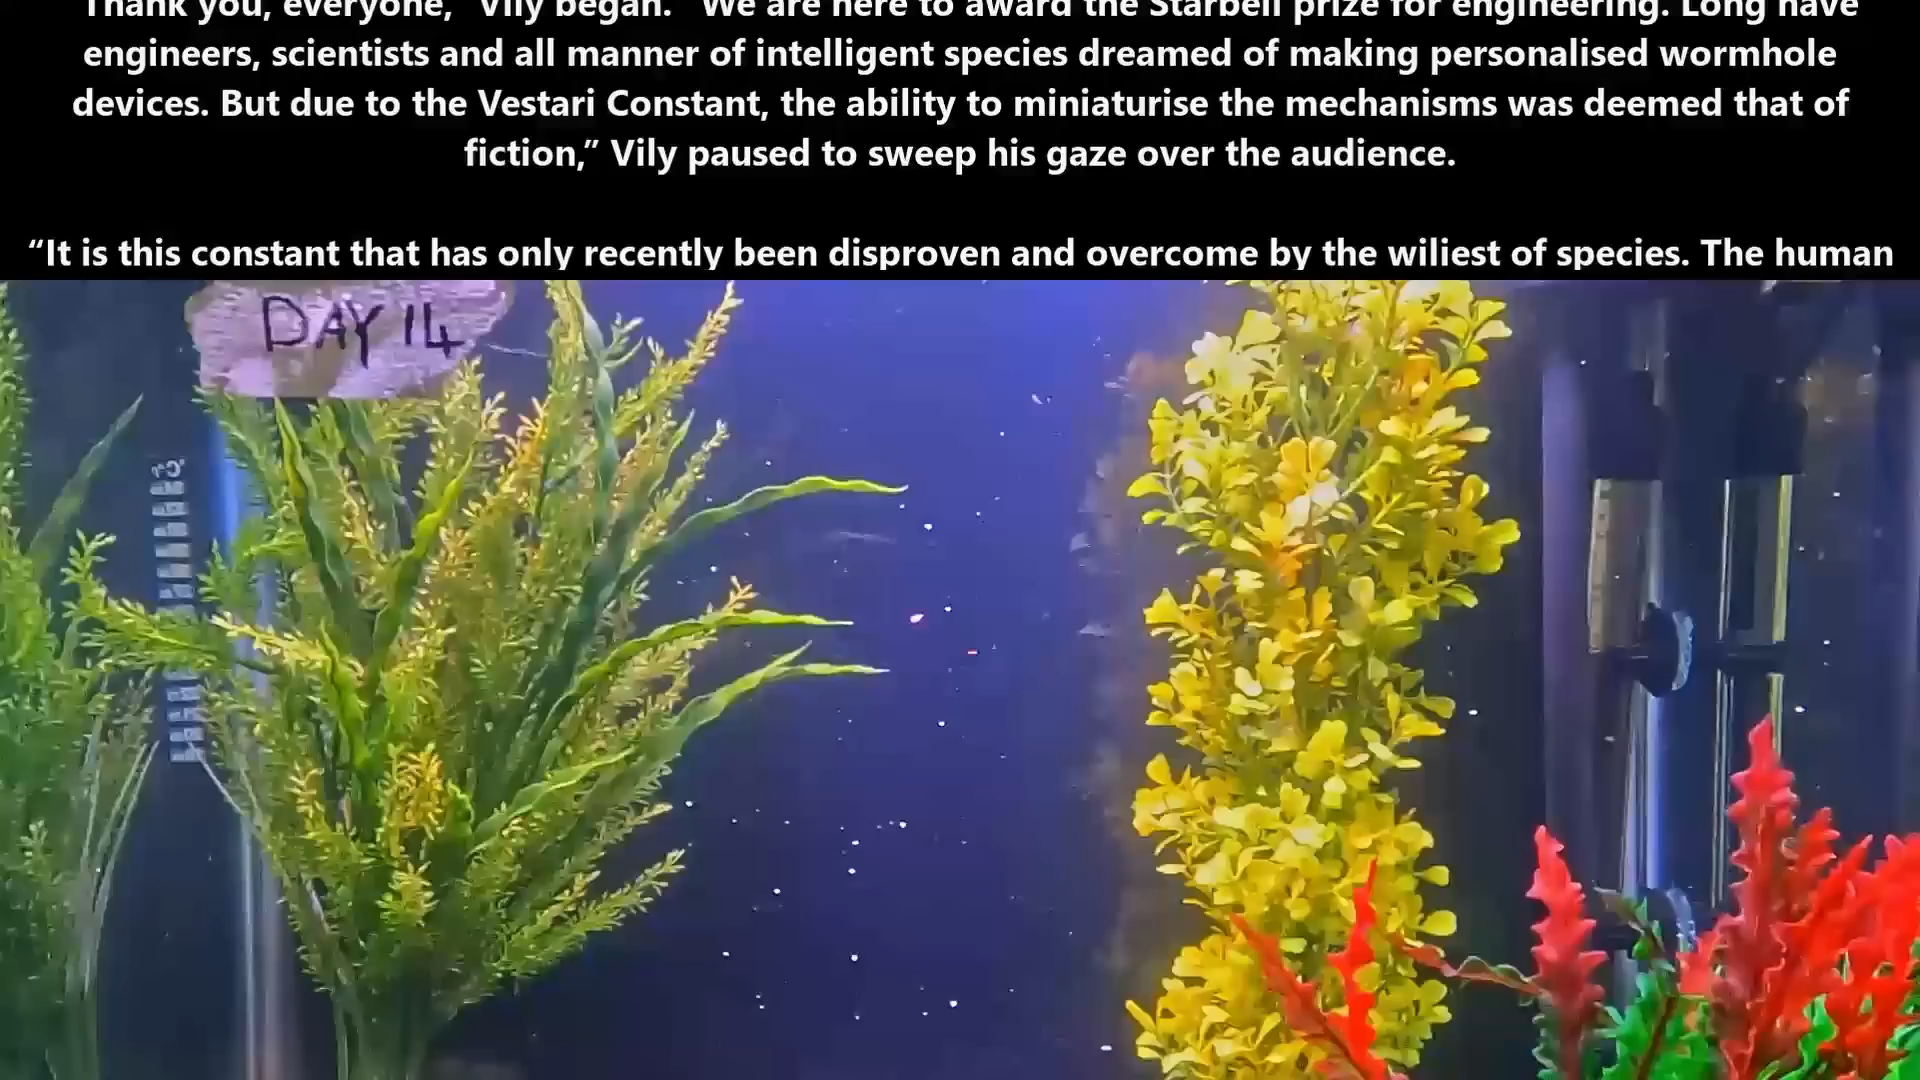 Thank you, everyone,” Vily began. “We are here to award the Starbell prize for engineering. Long have
engineers, scientists and all manner of intelligent species dreamed of making personalised wormhole
devices. But due to the Vestari Constant, the ability to miniaturise the mechanisms was deemed that of
fiction,” Vily paused to sweep his gaze over the audience.
“It is this constant that has only recently been disproven and overcome by the wiliest of species. The human
DAY 14
°C